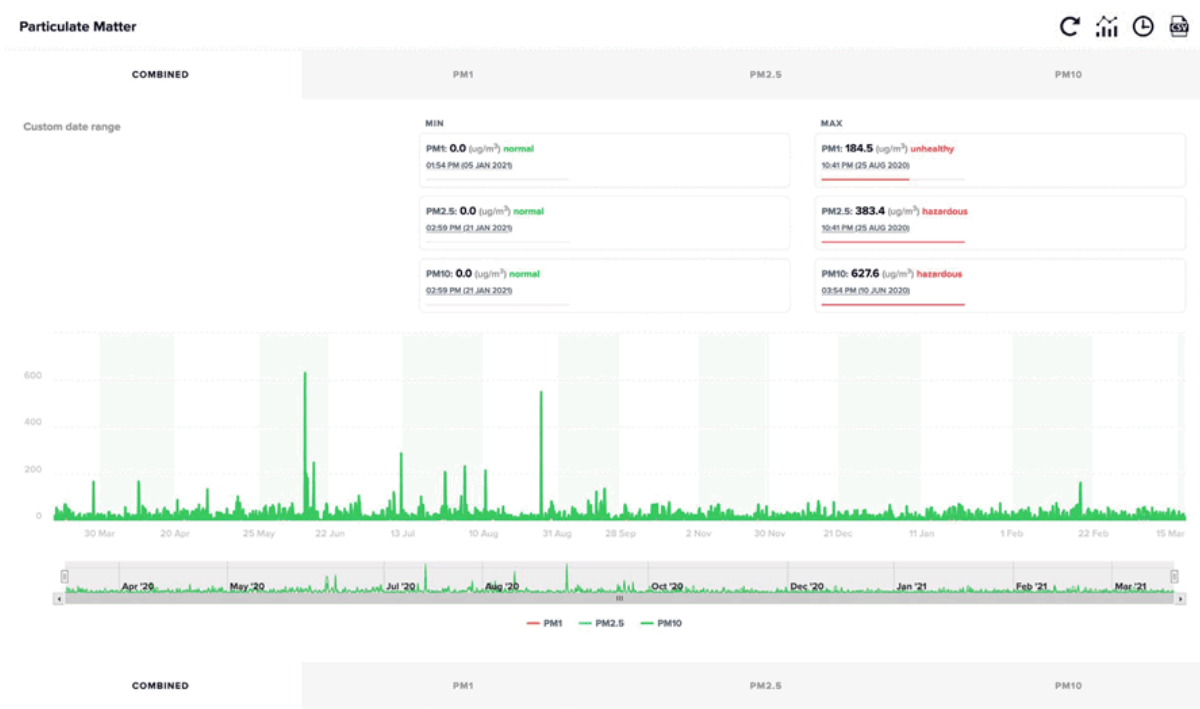 Particulate Matter
CSV
COMBINED PM1 PM2.5 PM10
Custom date range
MIN
PM1: 0.0 (ug/m³) normal
01:54 PM (05 JAN 2021)
PM2.5: 0.0 (ug/m³) normal
02:59 PM (21 JAN 2021)
PM10: 0.0 (ug/m³) normal
02:59 PM (21 JAN 2021)
MAX
PM1: 184.5 (ug/m³) unhealthy
10:41 PM (25 AUG 2020)
PM2.5: 383.4 (ug/m³) hazardous
10:41 PM (25 AUG 2020)
PM10: 627.6 (ug/m³) hazardous
03:54 PM (10 JUN 2020)
600
400
200
0
30 Mar 20 Apr 25 May 22 Jun 13 Jul 10 Aug 31 Aug 28 Sep 2 Nov 30 Nov 21 Dec 11 Jan 1 Feb 22 Feb 15 Mar
Apr '20 May '20 Jul '20 Aug '20 Oct '20 Dec '20 Jan '21 Feb '21 Mar '21
PM1 PM2.5 PM10
COMBINED PM1 PM2.5 PM10